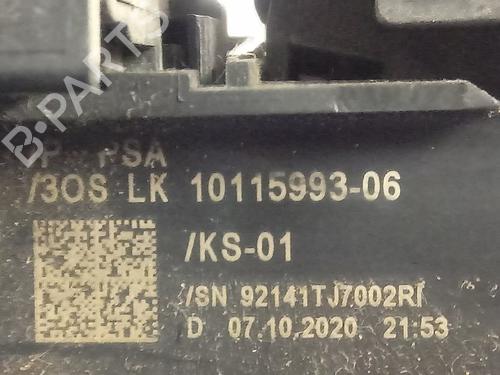 B-PARTS
P PSA
/3OS LK 10115993-06
/KS-01
/SN 92141TJ7002RI
D 07.10.2020 21:53